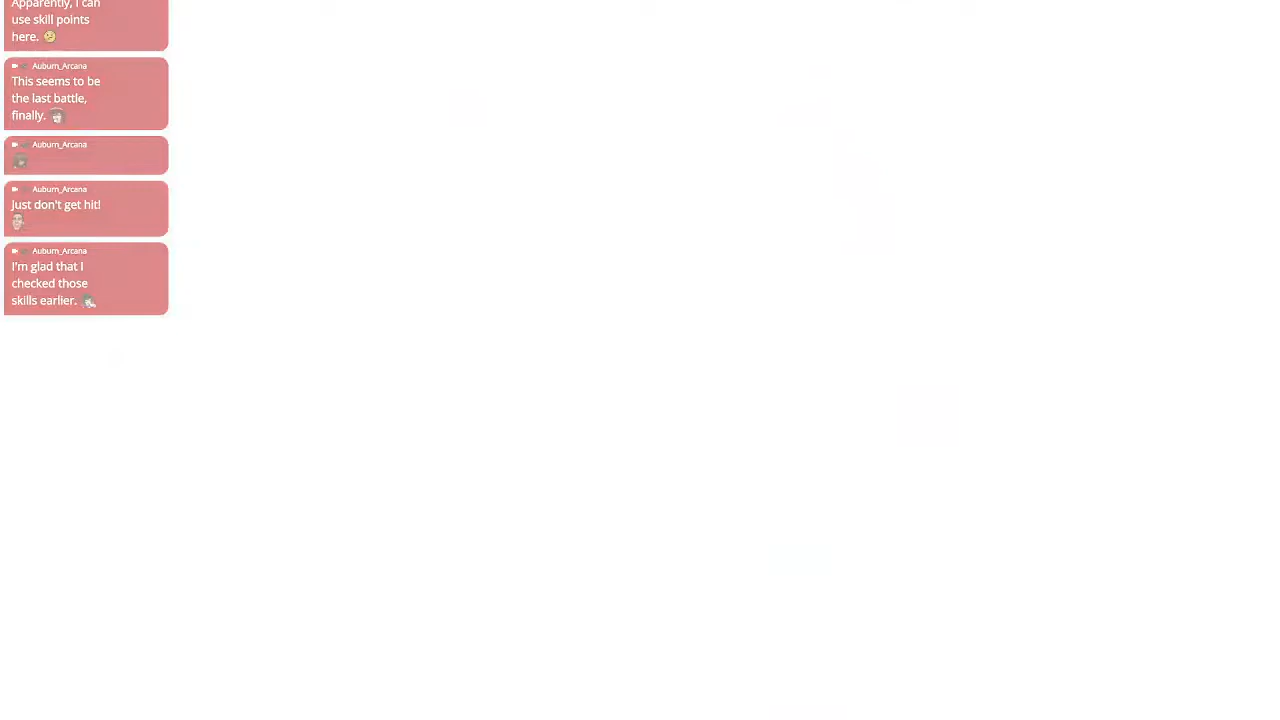 Apparently, I can
use skill points
here.
Auburn_Arcana
This seems to be
the last battle,
finally.
Auburn_Arcana
Auburn_Arcana
Just don't get hit!
Auburn_Arcana
I'm glad that I
checked those
skills earlier.